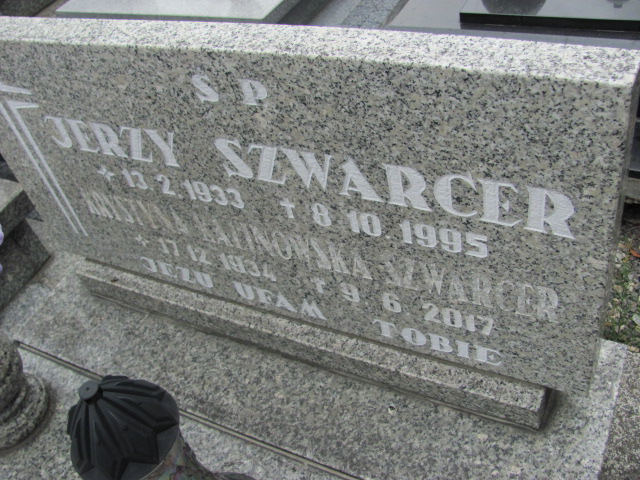 S P
JERZY SZWARCER
* 13 2 1933 † 8 10 1995
KRYSTYNA KALINOWSKA SZWARCER
* 17 12 1934 † 9 6 2017
JEZU UFAM TOBIE